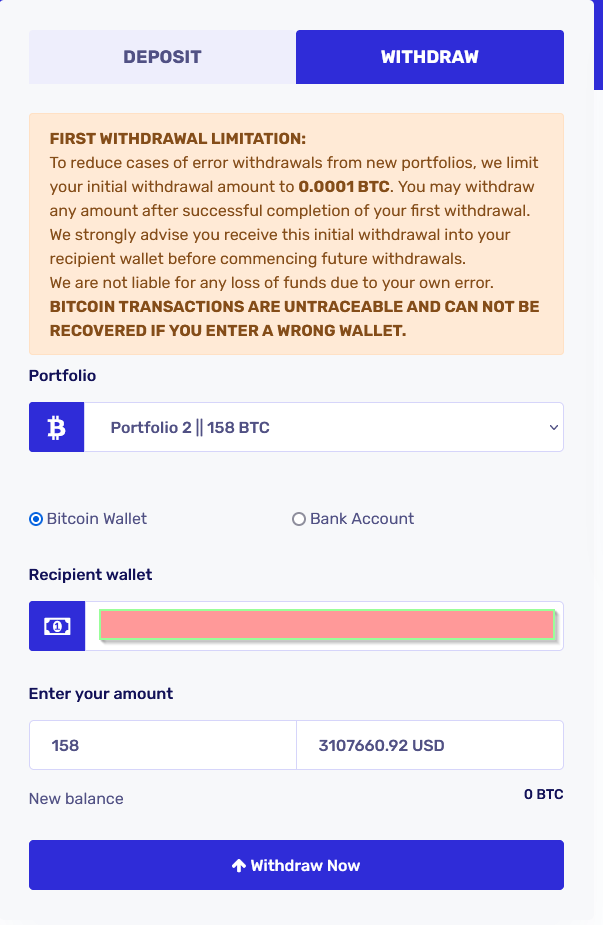 DEPOSIT
WITHDRAW
FIRST WITHDRAWAL LIMITATION:
To reduce cases of error withdrawals from new portfolios, we limit
your initial withdrawal amount to 0.0001 BTC. You may withdraw
any amount after successful completion of your first withdrawal.
We strongly advise you receive this initial withdrawal into your
recipient wallet before commencing future withdrawals.
We are not liable for any loss of funds due to your own error.
BITCOIN TRANSACTIONS ARE UNTRACEABLE AND CAN NOT BE
RECOVERED IF YOU ENTER A WRONG WALLET.
Portfolio
Portfolio 2 || 158 BTC
Bitcoin Wallet
Bank Account
Recipient wallet
Enter your amount
158
3107660.92 USD
New balance
0 BTC
Withdraw Now